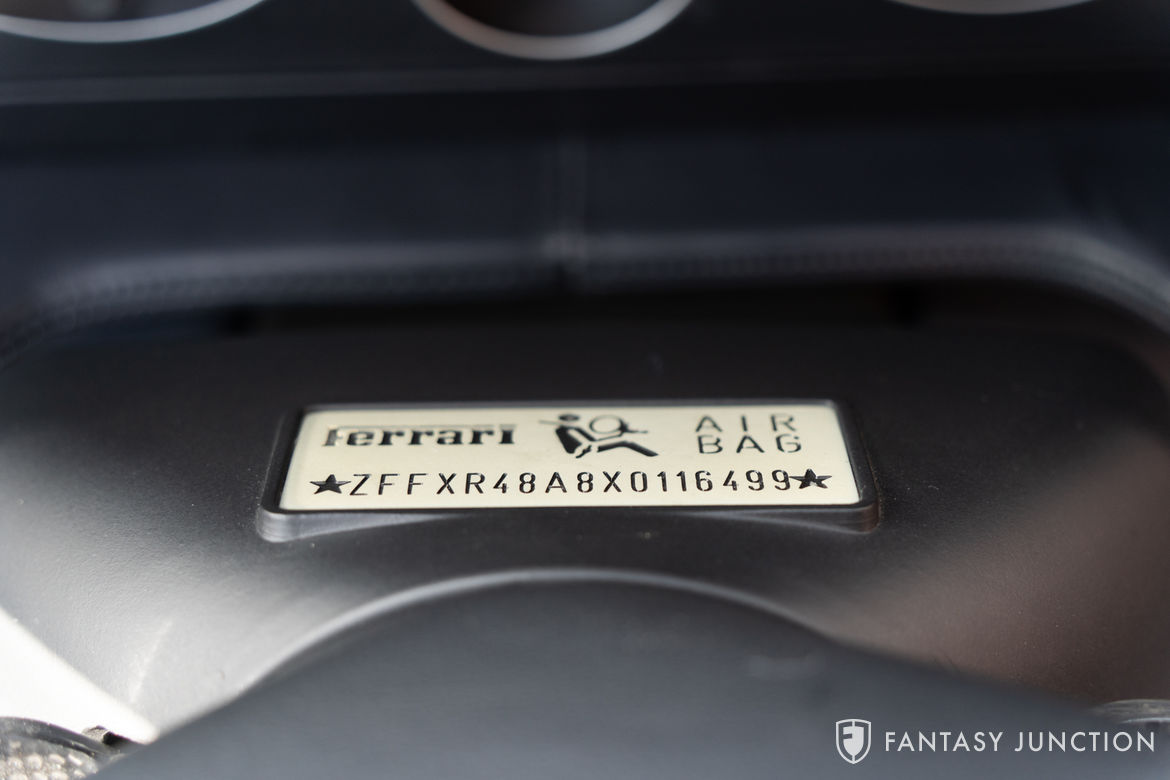 Ferrari AIR BAG
★ZFFXR48A8X0116499★
FANTASY JUNCTION